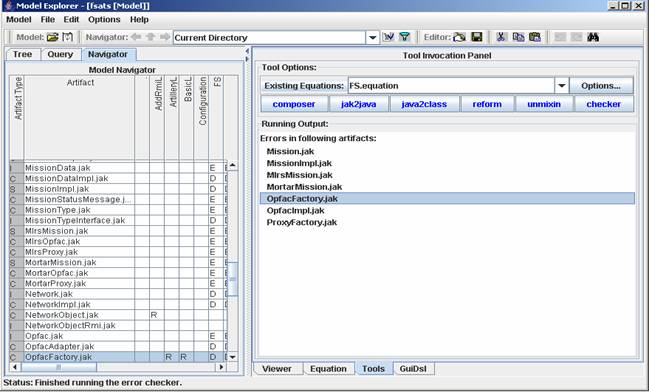 Model Explorer - [fsats [Model]]
Model File Edit Options Help
Model: Navigator: Current Directory Editor:
Tree Query Navigator
Model Navigator
Artifact Type Artifact AddRmiL ArtilleryL BasicL Configuration FS
I MissionData.jak E E
C MissionDataImpl.jak D D
S MissionImpl.jak D D
C MissionStatusMessage.j...
C MissionType.jak E E
I MissionTypeInterface.jak D D
S MlrsMission.jak E E
C MlrsOpfac.jak E E
C MlrsProxy.jak E E
S MortarMission.jak E E
C MortarOpfac.jak E E
C MortarProxy.jak E E
I Network.jak D D
C NetworkImpl.jak D D
C NetworkObject.jak R
I NetworkObjectRmi.jak
I Opfac.jak E E
C OpfacAdapter.jak D D
C OpfacFactory.jak R R D D
Tool Invocation Panel
Tool Options:
Existing Equations: FS.equation Options...
composer jak2java java2class reform unmixin checker
Running Output:
Errors in following artifacts:
Mission.jak
MissionImpl.jak
MlrsMission.jak
MortarMission.jak
OpfacFactory.jak
OpfacImpl.jak
ProxyFactory.jak
Viewer Equation Tools GuiDsl
Status: Finished running the error checker.